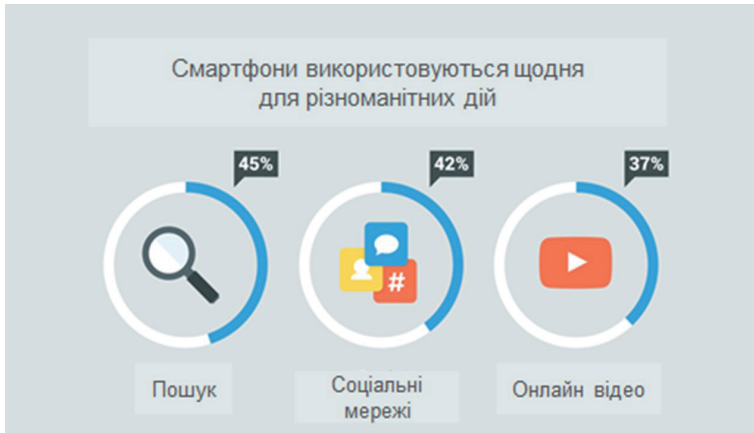 Смартфони використовуються щодня
для різноманітних дій
45%
42%
37%
#
Пошук
Соціальні
мережі
Онлайн відео